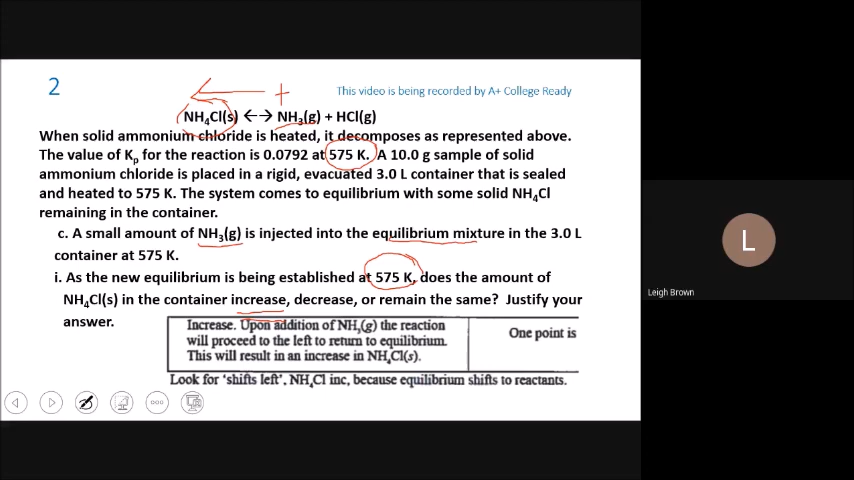 2
This video is being recorded by A+ College Ready
+
NH₄Cl(s) ←→ NH₃(g) + HCl(g)
When solid ammonium chloride is heated, it decomposes as represented above.
The value of Kₚ for the reaction is 0.0792 at 575 K. A 10.0 g sample of solid
ammonium chloride is placed in a rigid, evacuated 3.0 L container that is sealed
and heated to 575 K. The system comes to equilibrium with some solid NH₄Cl
remaining in the container.
c. A small amount of NH₃(g) is injected into the equilibrium mixture in the 3.0 L
container at 575 K.
i. As the new equilibrium is being established at 575 K, does the amount of
NH₄Cl(s) in the container increase, decrease, or remain the same? Justify your
answer.
Increase. Upon addition of NH₃(g) the reaction
will proceed to the left to return to equilibrium.
This will result in an increase in NH₄Cl(s).
One point is
Look for 'shifts left', NH₄Cl inc, because equilibrium shifts to reactants.
L
Leigh Brown